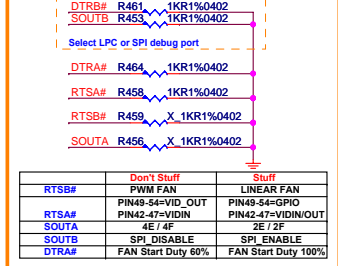 DTRB# R461 1KR1%0402
SOUTB R453 1KR1%0402
Select LPC or SPI debug port
DTRA# R464 1KR1%0402
RTSA# R458 1KR1%0402
RTSB# R459 X_1KR1%0402
SOUTA R456 X_1KR1%0402
Don't Stuff Stuff
RTSB# PWM FAN LINEAR FAN
PIN49-54=VID_OUT PIN49-54=GPIO
RTSA# PIN42-47=VIDIN PIN42-47=VIDIN/OUT
SOUTA 4E / 4F 2E / 2F
SOUTB SPI_DISABLE SPI_ENABLE
DTRA# FAN Start Duty 60% FAN Start Duty 100%